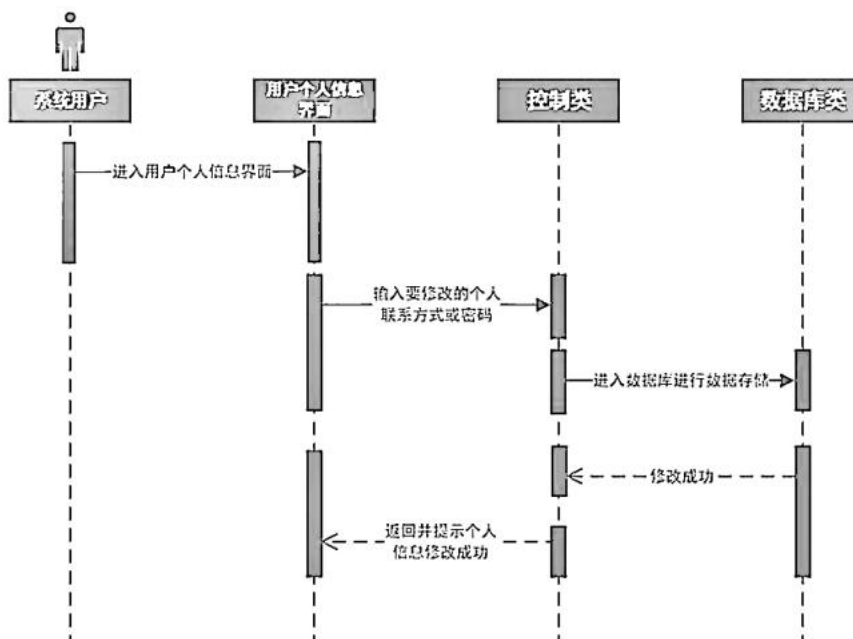 系统用户
用户个人信息
界面
控制类
数据库类
进入用户个人信息界面
输入要修改的个人
联系方式或密码
进入数据库进行数据存储
修改成功
返回并提示个人
信息修改成功